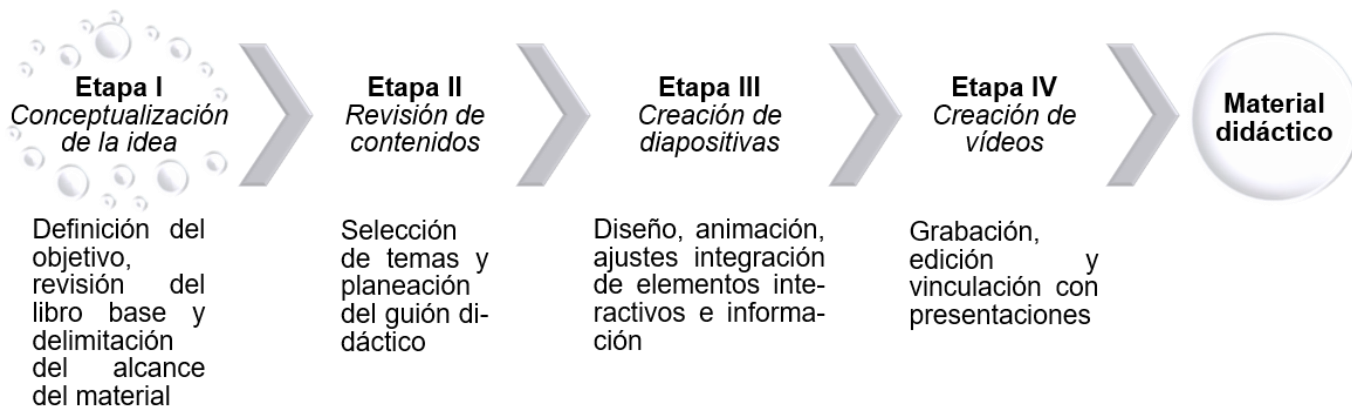 Etapa I
Conceptualización
de la idea
Definición del
objetivo,
revisión del
libro base y
delimitación
del alcance
del material
Etapa II
Revisión de
contenidos
Selección
de temas y
planeación
del guión di-
dáctico
Etapa III
Creación de
diapositivas
Diseño, animación,
ajustes integración
de elementos inte-
ractivos e informa-
ción
Etapa IV
Creación de
vídeos
Grabación,
edición y
vinculación con
presentaciones
Material
didáctico